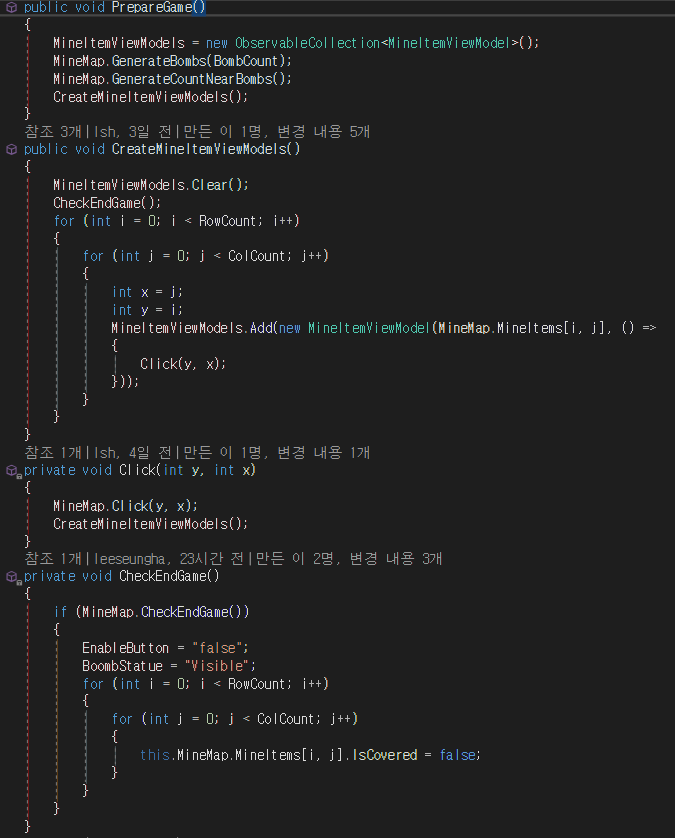 public void PrepareGame()
{
MineItemViewModels = new ObservableCollection<MineItemViewModel>();
MineMap.GenerateBombs(BombCount);
MineMap.GenerateCountNearBombs();
CreateMineItemViewModels();
}
참조 3개|lsh, 3일 전|만든 이 1명, 변경 내용 5개
public void CreateMineItemViewModels()
{
MineItemViewModels.Clear();
CheckEndGame();
for (int i = 0; i < RowCount; i++)
{
for (int j = 0; j < ColCount; j++)
{
int x = j;
int y = i;
MineItemViewModels.Add(new MineItemViewModel(MineMap.MineItems[i, j], () =>
{
Click(y, x);
}));
}
}
}
참조 1개|lsh, 4일 전|만든 이 1명, 변경 내용 1개
private void Click(int y, int x)
{
MineMap.Click(y, x);
CreateMineItemViewModels();
}
참조 1개|leeseungha, 23시간 전|만든 이 2명, 변경 내용 3개
private void CheckEndGame()
{
if (MineMap.CheckEndGame())
{
EnableButton = "false";
BoombStatue = "Visible";
for (int i = 0; i < RowCount; i++)
{
for (int j = 0; j < ColCount; j++)
{
this.MineMap.MineItems[i, j].IsCovered = false;
}
}
}
}